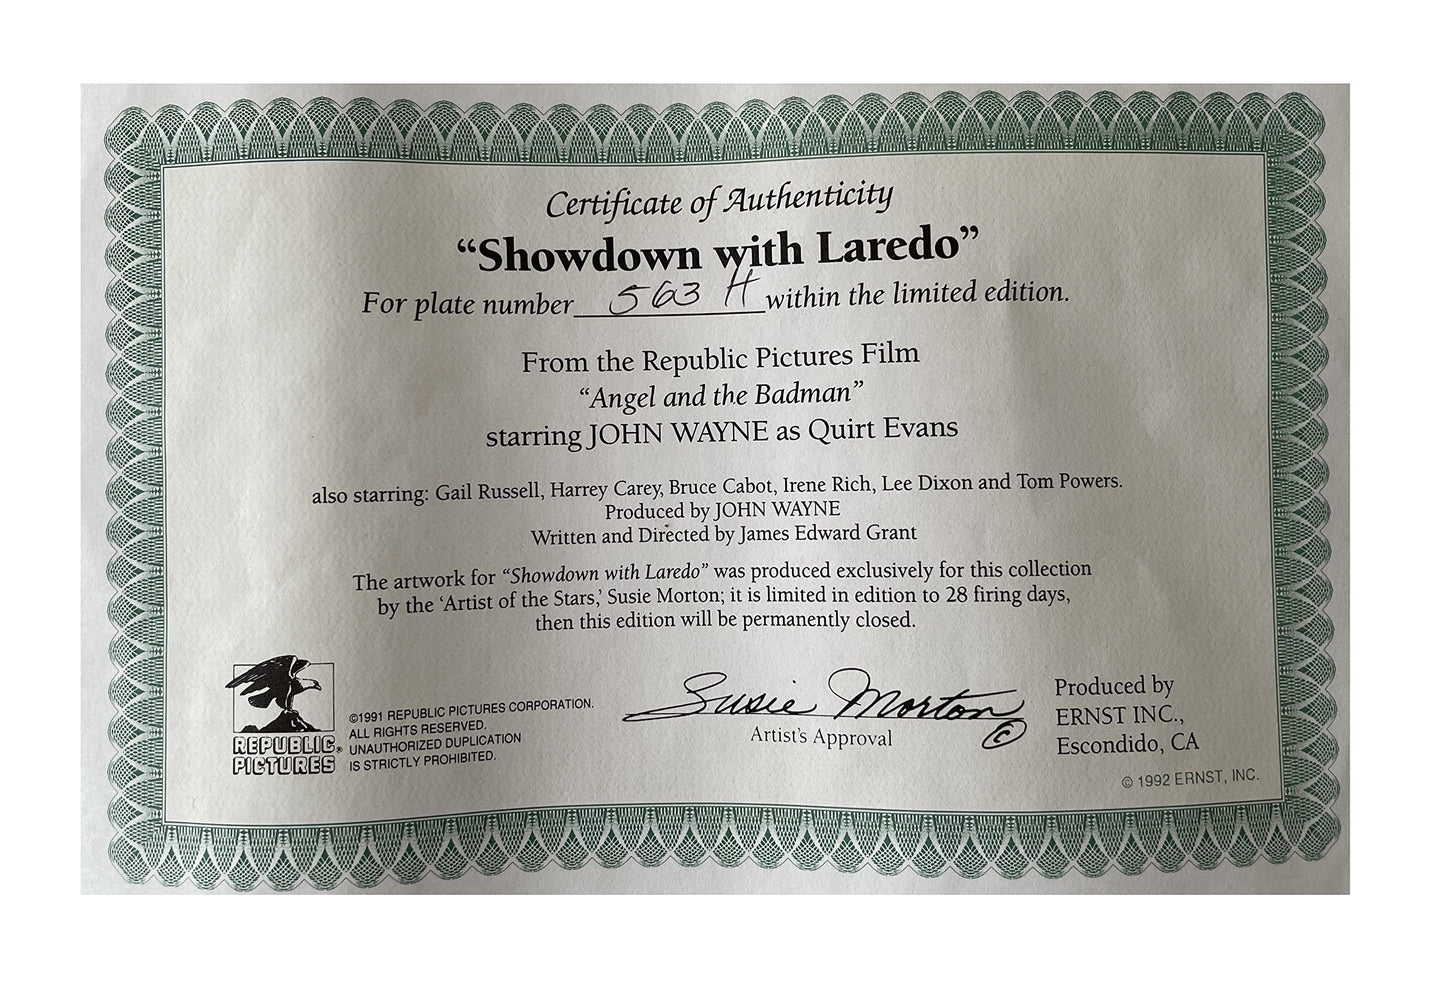 Certificate of Authenticity
“Showdown with Laredo”
For plate number 563 H within the limited edition.
From the Republic Pictures Film
“Angel and the Badman”
starring JOHN WAYNE as Quirt Evans
also starring: Gail Russell, Harrey Carey, Bruce Cabot, Irene Rich, Lee Dixon and Tom Powers.
Produced by JOHN WAYNE
Written and Directed by James Edward Grant
The artwork for “Showdown with Laredo” was produced exclusively for this collection
by the ‘Artist of the Stars,’ Susie Morton; it is limited in edition to 28 firing days,
then this edition will be permanently closed.
REPUBLIC®
PICTURES
©1991 REPUBLIC PICTURES CORPORATION.
ALL RIGHTS RESERVED.
UNAUTHORIZED DUPLICATION
IS STRICTLY PROHIBITED.
Susie Morton ©
Artist's Approval
Produced by
ERNST INC.,
Escondido, CA
© 1992 ERNST, INC.